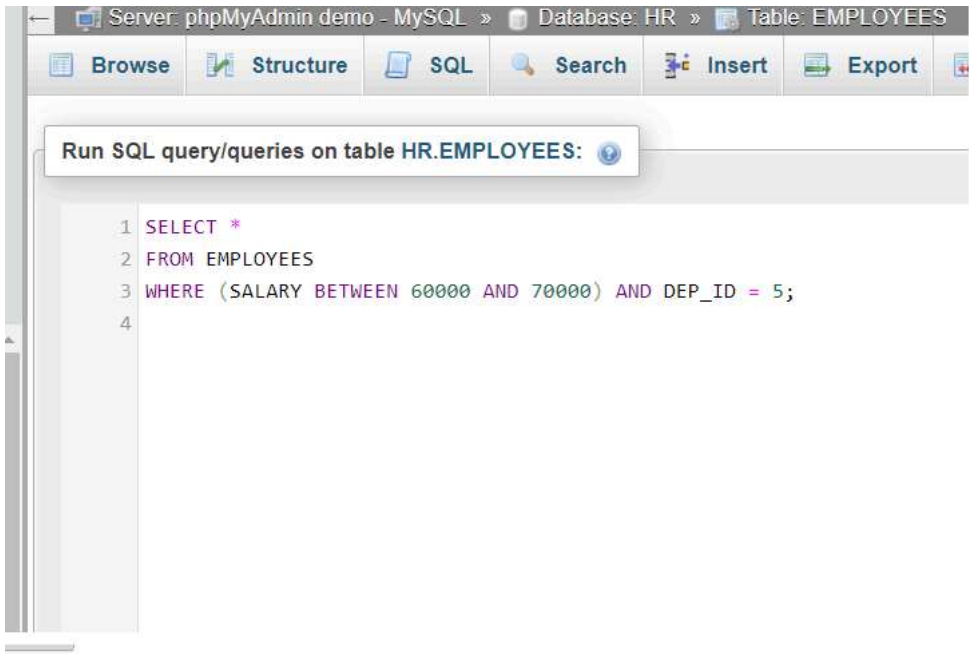 ← Server: phpMyAdmin demo - MySQL » Database: HR » Table: EMPLOYEES
Browse Structure SQL Search Insert Export
Run SQL query/queries on table HR.EMPLOYEES:
1 SELECT *
2 FROM EMPLOYEES
3 WHERE (SALARY BETWEEN 60000 AND 70000) AND DEP_ID = 5;
4